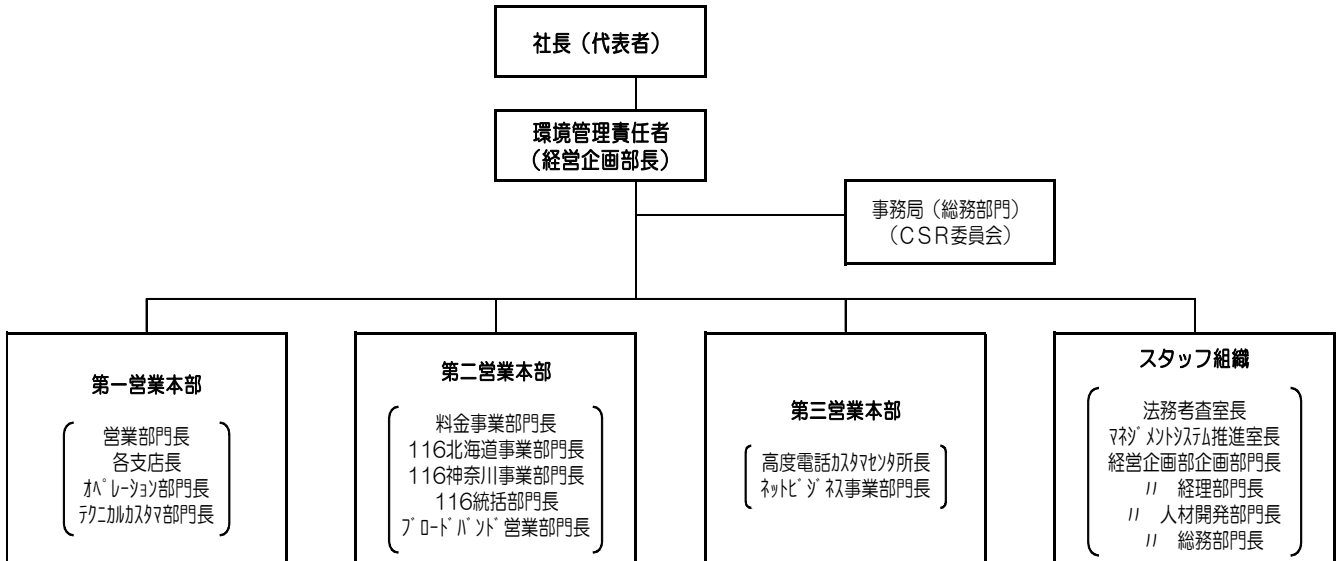 社長（代表者）
環境管理責任者
（経営企画部長）
事務局（総務部門）
（ＣＳＲ委員会）
第一営業本部
営業部門長
各支店長
ｵﾍﾟﾚｰｼｮﾝ部門長
ﾃｸﾆｶﾙｶｽﾀﾏ部門長
第二営業本部
料金事業部門長
116北海道事業部門長
116神奈川事業部門長
116統括部門長
ﾌﾞﾛｰﾄﾞﾊﾞﾝﾄﾞ営業部門長
第三営業本部
高度電話ｶｽﾀﾏｾﾝﾀ所長
ﾈｯﾄﾋﾞｼﾞﾈｽ事業部門長
スタッフ組織
法務考査室長
ﾏﾈｼﾞﾒﾝﾄｼｽﾃﾑ推進室長
経営企画部企画部門長
〃　経理部門長
〃　人材開発部門長
〃　総務部門長